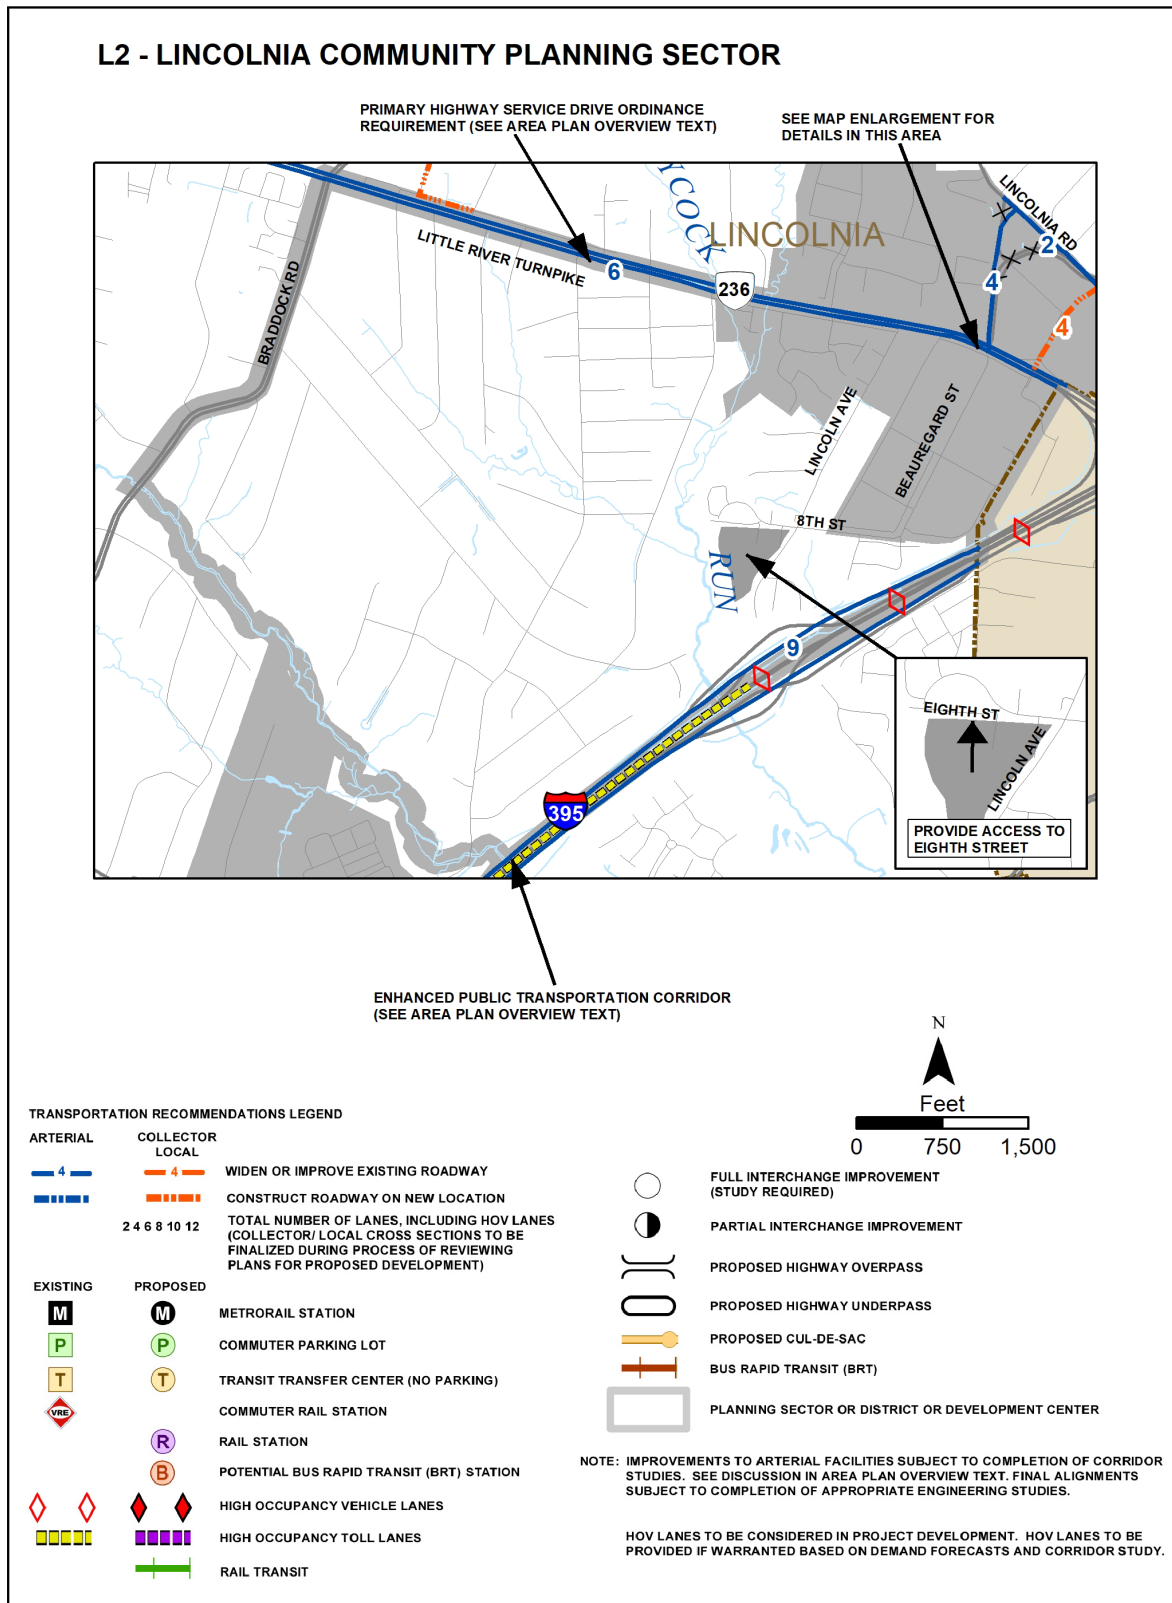 L2 - LINCOLNIA COMMUNITY PLANNING SECTOR
PRIMARY HIGHWAY SERVICE DRIVE ORDINANCE
REQUIREMENT (SEE AREA PLAN OVERVIEW TEXT)
SEE MAP ENLARGEMENT FOR
DETAILS IN THIS AREA
YCOCK
LINCOLNIA
LINCOLNIA RD
2
BRADDOCK RD
LITTLE RIVER TURNPIKE
6
236
4
4
LINCOLN AVE
BEAUREGARD ST
8TH ST
RUN
9
395
EIGHTH ST
LINCOLN AVE
PROVIDE ACCESS TO
EIGHTH STREET
ENHANCED PUBLIC TRANSPORTATION CORRIDOR
(SEE AREA PLAN OVERVIEW TEXT)
N
Feet
0 750 1,500
TRANSPORTATION RECOMMENDATIONS LEGEND
ARTERIAL
COLLECTOR
LOCAL
4 4 WIDEN OR IMPROVE EXISTING ROADWAY
CONSTRUCT ROADWAY ON NEW LOCATION
2 4 6 8 10 12 TOTAL NUMBER OF LANES, INCLUDING HOV LANES
(COLLECTOR/ LOCAL CROSS SECTIONS TO BE
FINALIZED DURING PROCESS OF REVIEWING
PLANS FOR PROPOSED DEVELOPMENT)
EXISTING PROPOSED
M M METRORAIL STATION
P P COMMUTER PARKING LOT
T T TRANSIT TRANSFER CENTER (NO PARKING)
VRE COMMUTER RAIL STATION
R RAIL STATION
B POTENTIAL BUS RAPID TRANSIT (BRT) STATION
HIGH OCCUPANCY VEHICLE LANES
HIGH OCCUPANCY TOLL LANES
RAIL TRANSIT
FULL INTERCHANGE IMPROVEMENT
(STUDY REQUIRED)
PARTIAL INTERCHANGE IMPROVEMENT
PROPOSED HIGHWAY OVERPASS
PROPOSED HIGHWAY UNDERPASS
PROPOSED CUL-DE-SAC
BUS RAPID TRANSIT (BRT)
PLANNING SECTOR OR DISTRICT OR DEVELOPMENT CENTER
NOTE: IMPROVEMENTS TO ARTERIAL FACILITIES SUBJECT TO COMPLETION OF CORRIDOR
STUDIES. SEE DISCUSSION IN AREA PLAN OVERVIEW TEXT. FINAL ALIGNMENTS
SUBJECT TO COMPLETION OF APPROPRIATE ENGINEERING STUDIES.
HOV LANES TO BE CONSIDERED IN PROJECT DEVELOPMENT. HOV LANES TO BE
PROVIDED IF WARRANTED BASED ON DEMAND FORECASTS AND CORRIDOR STUDY.